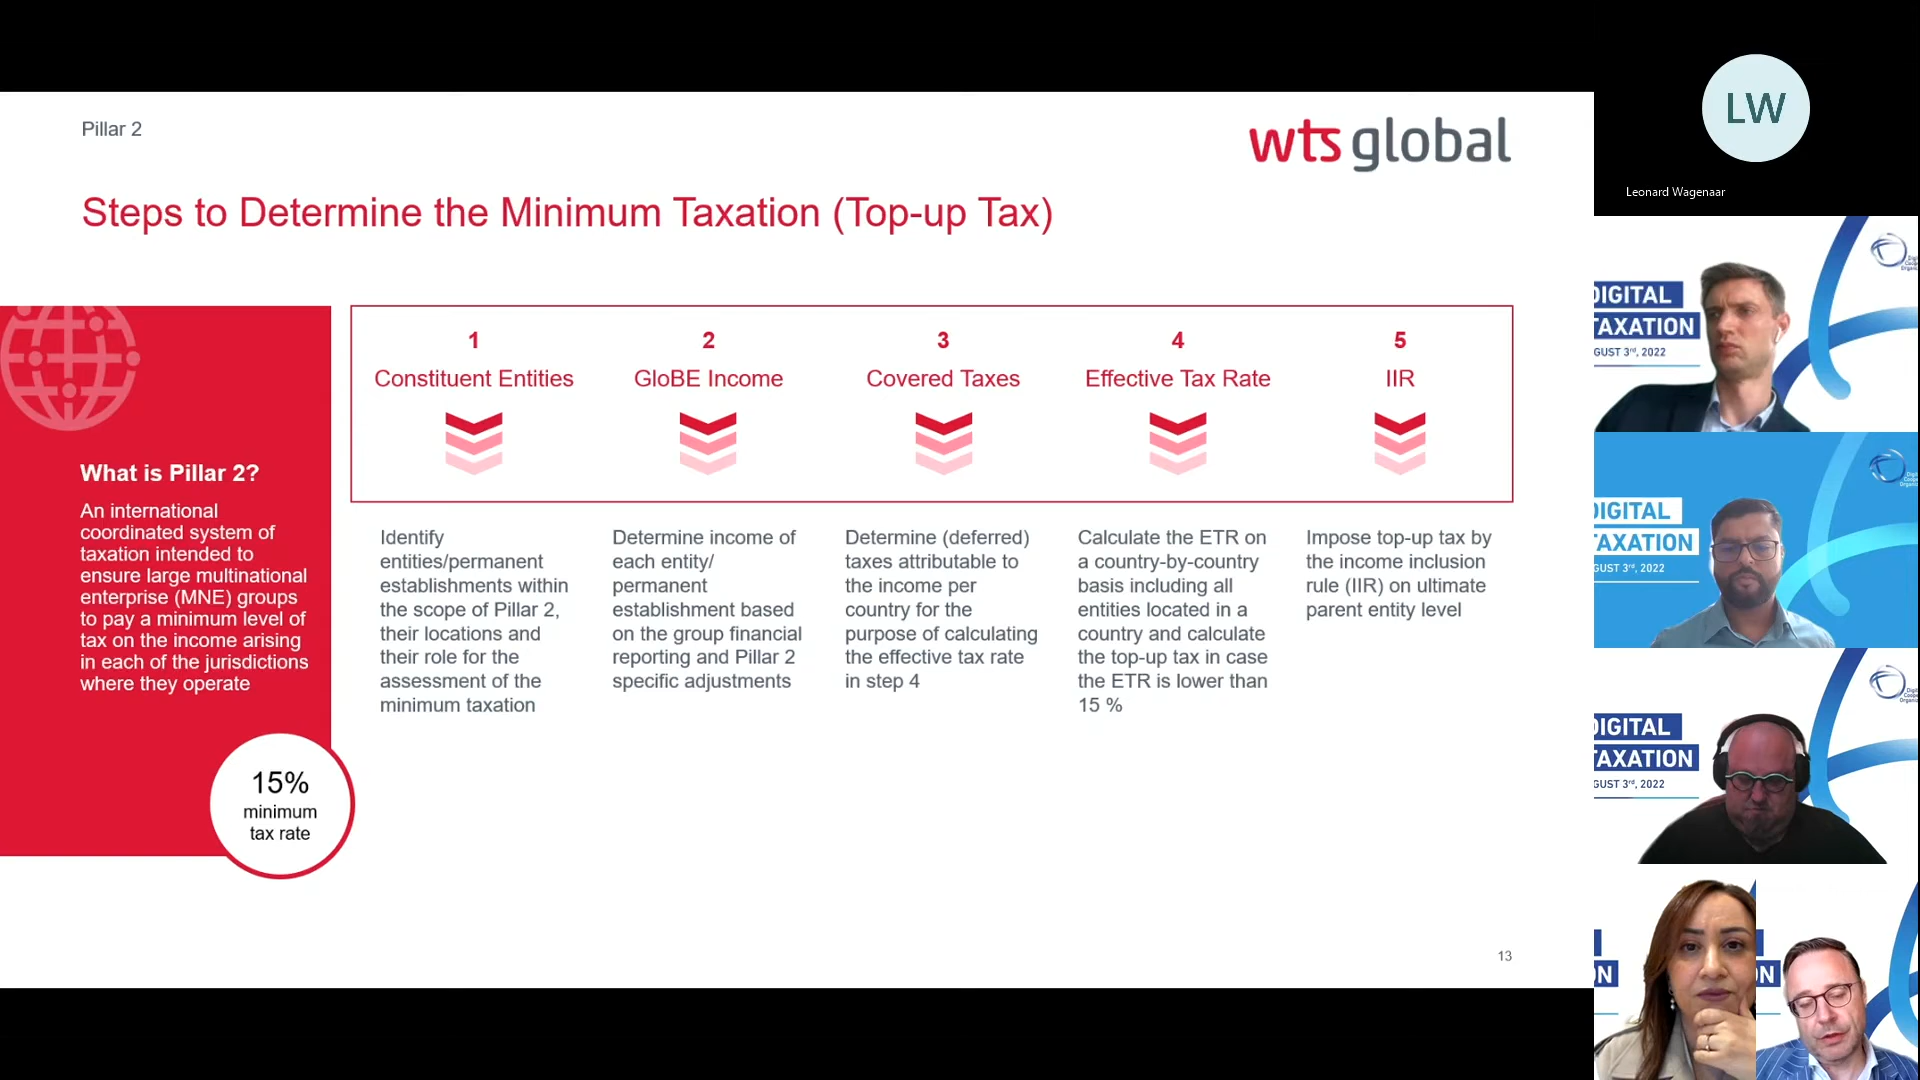 Pillar 2
wts global
Steps to Determine the Minimum Taxation (Top-up Tax)
What is Pillar 2?
An international
coordinated system of
taxation intended to
ensure large multinational
enterprise (MNE) groups
to pay a minimum level of
tax on the income arising
in each of the jurisdictions
where they operate
15%
minimum
tax rate
1
Constituent Entities
Identify
entities/permanent
establishments within
the scope of Pillar 2,
their locations and
their role for the
assessment of the
minimum taxation
2
GloBE Income
Determine income of
each entity/
permanent
establishment based
on the group financial
reporting and Pillar 2
specific adjustments
3
Covered Taxes
Determine (deferred)
taxes attributable to
the income per
country for the
purpose of calculating
the effective tax rate
in step 4
4
Effective Tax Rate
Calculate the ETR on
a country-by-country
basis including all
entities located in a
country and calculate
the top-up tax in case
the ETR is lower than
15 %
5
IIR
Impose top-up tax by
the income inclusion
rule (IIR) on ultimate
parent entity level
13
LW
Leonard Wagenaar
DIGITAL
TAXATION
GUST 3rd, 2022
DIGITAL
TAXATION
GUST 3rd, 2022
DIGITAL
TAXATION
GUST 3rd, 2022
N
N